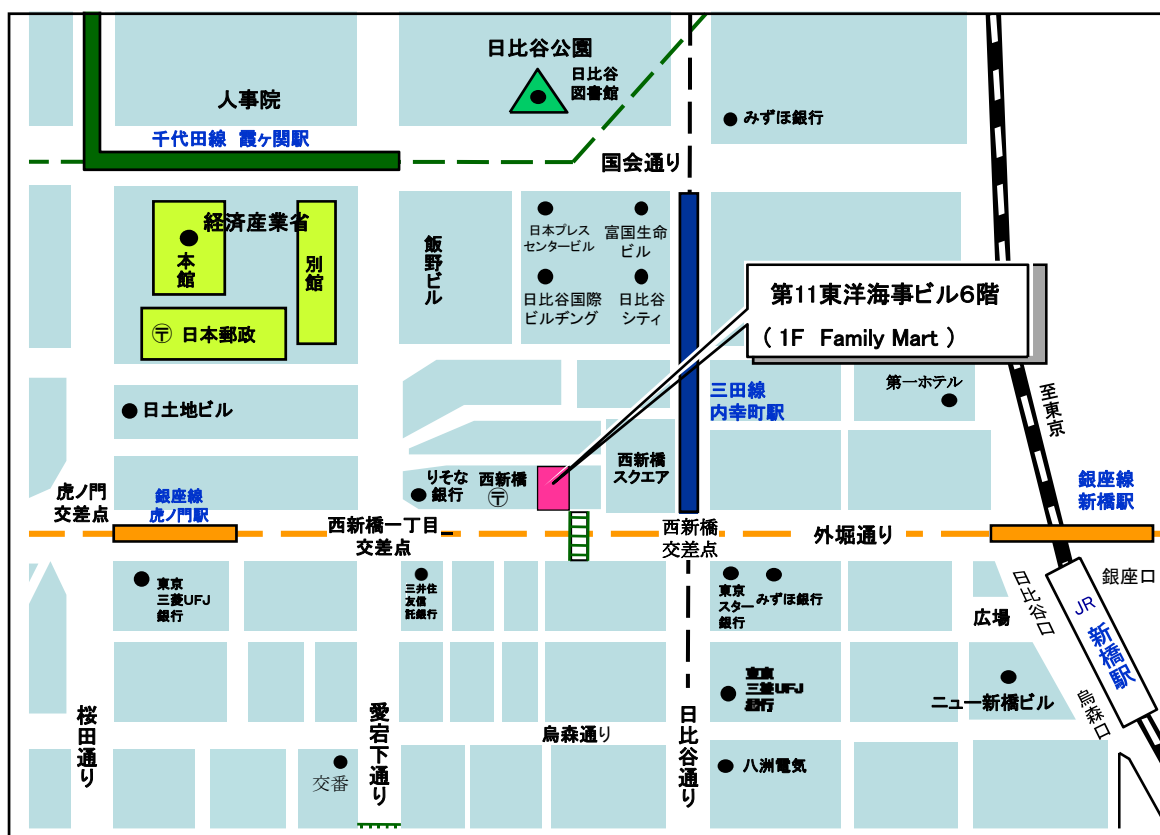 日比谷公園
日比谷
図書館
人事院
みずほ銀行
千代田線 霞ヶ関駅
国会通り
経済産業省
本館
別館
〒 日本郵政
飯野ビル
日本プレス
センタービル
富国生命
ビル
日比谷国際
ビルヂング
日比谷
シティ
第11東洋海事ビル6階
( 1F Family Mart )
三田線
内幸町駅
第一ホテル
至東京
日土地ビル
りそな
銀行
西新橋
〒
西新橋
スクエア
虎ノ門
交差点
銀座線
虎ノ門駅
西新橋一丁目
交差点
西新橋
交差点
外堀通り
銀座線
新橋駅
東京
三菱UFJ
銀行
三井住
友信
託銀行
東京
スター
銀行
みずほ銀行
広場
日比谷口
銀座口
JR
新橋駅
烏森口
東京
三菱UFJ
銀行
ニュー新橋ビル
桜田通り
愛宕下通り
烏森通り
日比谷通り
交番
八洲電気